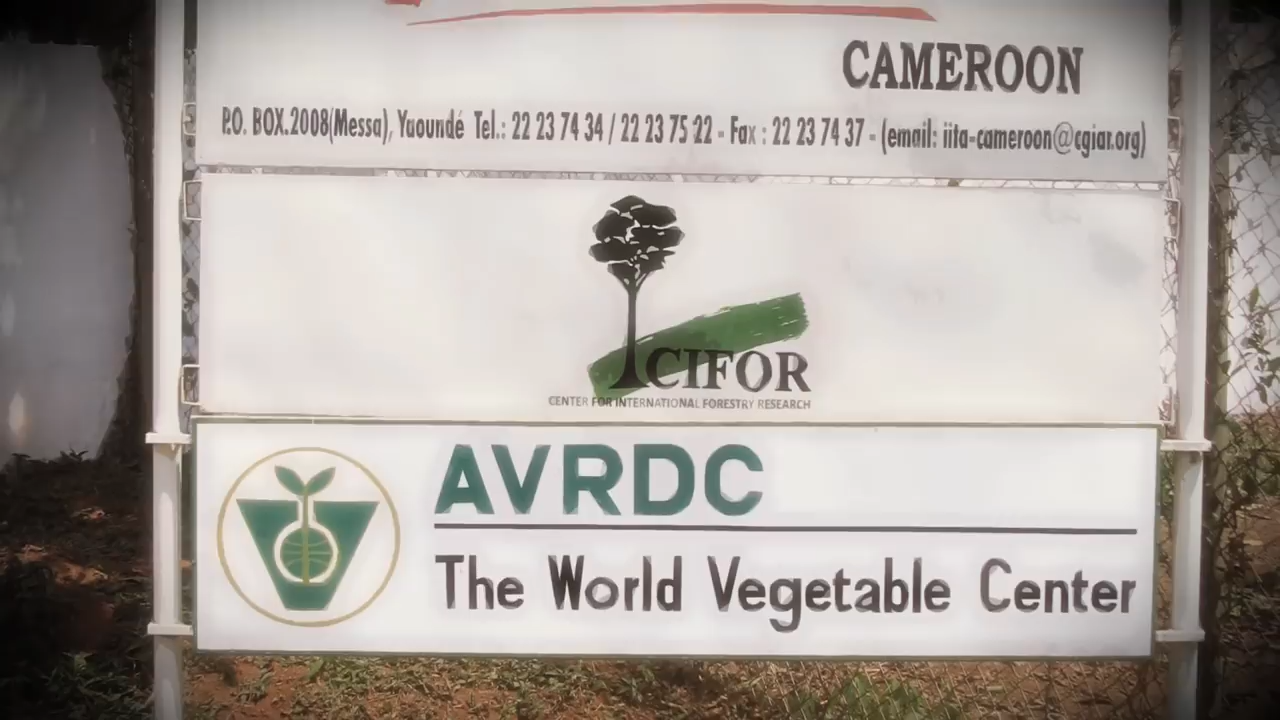 CAMEROON
P.O. BOX.2008(Messa), Yaoundé Tel.: 22 23 74 34 / 22 23 75 22 - Fax : 22 23 74 37 - (email: iita-cameroon@cgiar.org)
CIFOR
CENTER FOR INTERNATIONAL FORESTRY RESEARCH
AVRDC
The World Vegetable Center